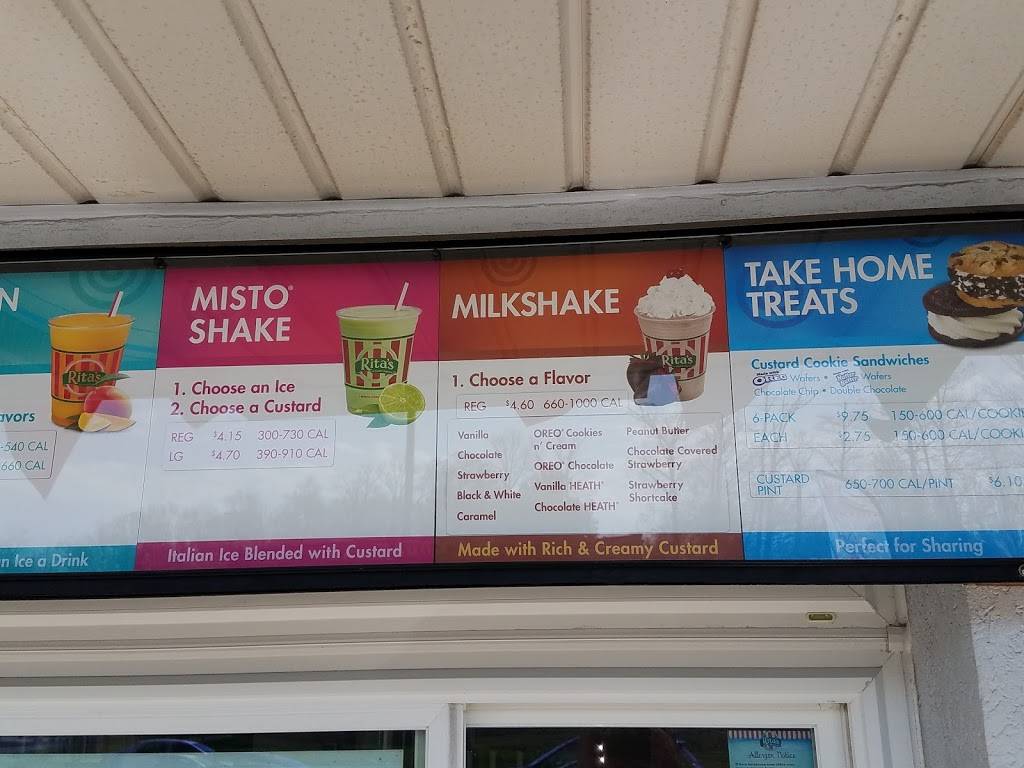 N
Rita's
avors
-540 CAL
660 CAL
n Ice a Drink
MISTO®
SHAKE
Rita's
1. Choose an Ice
2. Choose a Custard
REG $4.15 300-730 CAL
LG $4.70 390-910 CAL
Italian Ice Blended with Custard
MILKSHAKE
Rita's
1. Choose a Flavor
REG $4.60 660-1000 CAL
Vanilla
Chocolate
Strawberry
Black & White
Caramel
OREO® Cookies
n' Cream
OREO® Chocolate
Vanilla HEATH®
Chocolate HEATH®
Peanut Butter
Chocolate Covered
Strawberry
Strawberry
Shortcake
Made with Rich & Creamy Custard
TAKE HOME
TREATS
Custard Cookie Sandwiches
OREO Wafers • Wafers
Chocolate Chip • Double Chocolate
6-PACK $9.75 150-600 CAL/COOKI
EACH $2.75 150-600 CAL/COOKI
CUSTARD
PINT 650-700 CAL/PINT $6.10
Perfect for Sharing
Allergen Notice